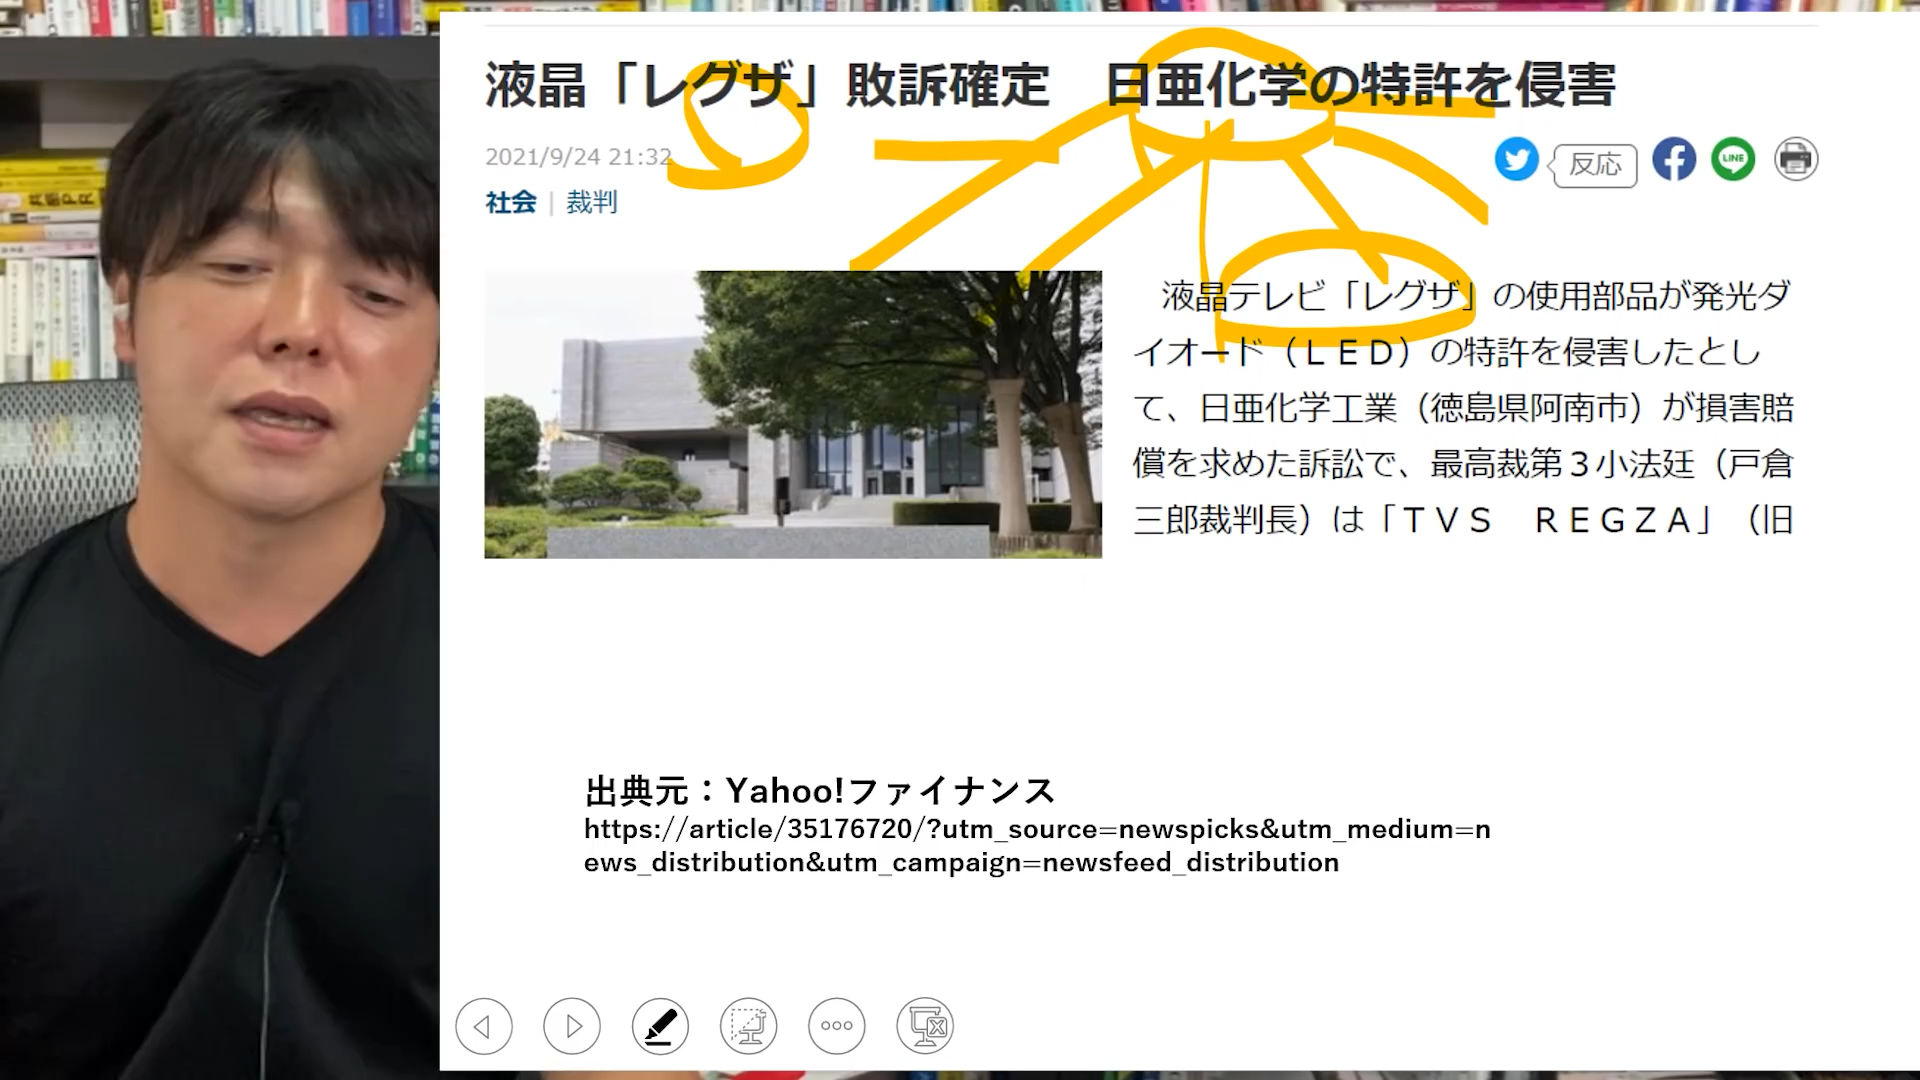 液晶「レグザ」敗訴確定　日亜化学の特許を侵害
2021/9/24 21:32
反応
LINE
社会 | 裁判
液晶テレビ「レグザ」の使用部品が発光ダ
イオード（ＬＥＤ）の特許を侵害したとし
て、日亜化学工業（徳島県阿南市）が損害賠
償を求めた訴訟で、最高裁第３小法廷（戸倉
三郎裁判長）は「ＴＶＳ　ＲＥＧＺＡ」（旧
出典元：Yahoo!ファイナンス
https://article/35176720/?utm_source=newspicks&utm_medium=n
ews_distribution&utm_campaign=newsfeed_distribution